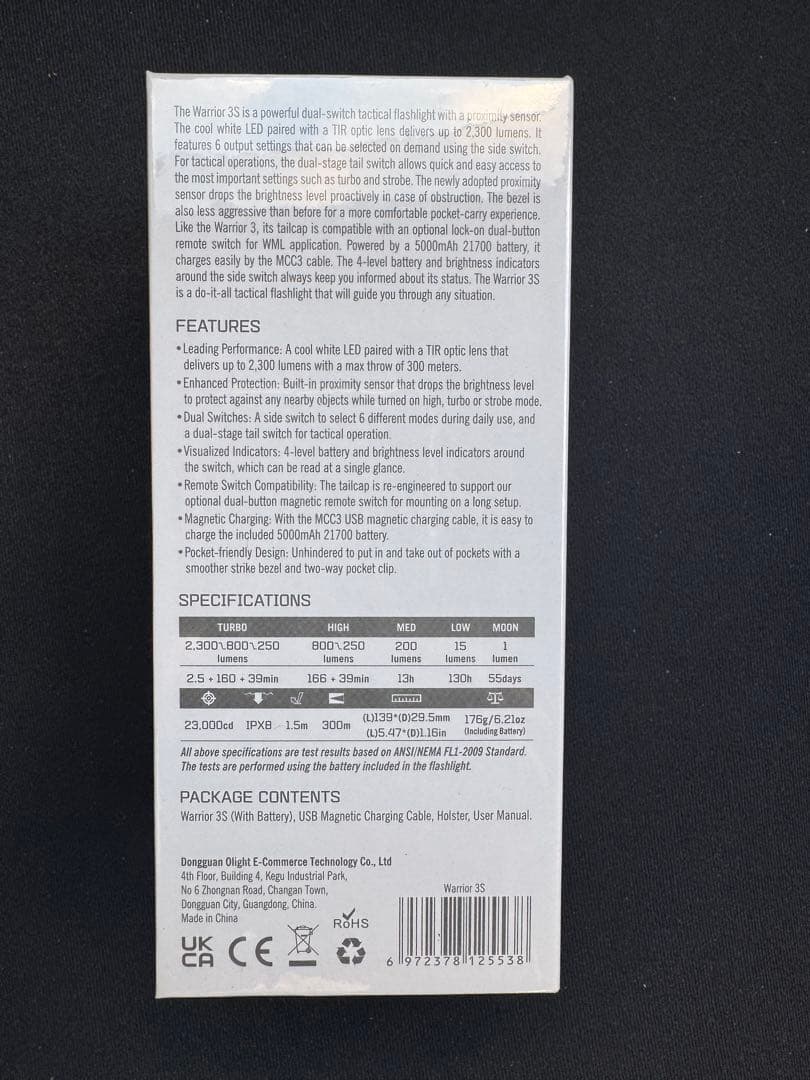 The Warrior 3S is a powerful dual-switch tactical flashlight with a proximity sensor.
The cool white LED paired with a TIR optic lens delivers up to 2,300 lumens. It
features 6 output settings that can be selected on demand using the side switch.
For tactical operations, the dual-stage tail switch allows quick and easy access to
the most important settings such as turbo and strobe. The newly adopted proximity
sensor drops the brightness level proactively in case of obstruction. The bezel is
also less aggressive than before for a more comfortable pocket-carry experience.
Like the Warrior 3, its tailcap is compatible with an optional lock-on dual-button
remote switch for WML application. Powered by a 5000mAh 21700 battery, it
charges easily by the MCC3 cable. The 4-level battery and brightness indicators
around the side switch always keep you informed about its status. The Warrior 3S
is a do-it-all tactical flashlight that will guide you through any situation.
FEATURES
• Leading Performance: A cool white LED paired with a TIR optic lens that
delivers up to 2,300 lumens with a max throw of 300 meters.
• Enhanced Protection: Built-in proximity sensor that drops the brightness level
to protect against any nearby objects while turned on high, turbo or strobe mode.
• Dual Switches: A side switch to select 6 different modes during daily use, and
a dual-stage tail switch for tactical operation.
• Visualized Indicators: 4-level battery and brightness level indicators around
the switch, which can be read at a single glance.
• Remote Switch Compatibility: The tailcap is re-engineered to support our
optional dual-button magnetic remote switch for mounting on a long setup.
• Magnetic Charging: With the MCC3 USB magnetic charging cable, it is easy to
charge the included 5000mAh 21700 battery.
• Pocket-friendly Design: Unhindered to put in and take out of pockets with a
smoother strike bezel and two-way pocket clip.
SPECIFICATIONS
TURBO HIGH MED LOW MOON
2,300↘800↘250 800↘250 200 15 1
lumens lumens lumens lumens lumen
2.5 + 160 + 39min 166 + 39min 13h 130h 55days
23,000cd IPX8 1.5m 300m (L)139*(D)29.5mm 176g/6.21oz
(L)5.47*(D)1.16in (Including Battery)
All above specifications are test results based on ANSI/NEMA FL1-2009 Standard.
The tests are performed using the battery included in the flashlight.
PACKAGE CONTENTS
Warrior 3S (With Battery), USB Magnetic Charging Cable, Holster, User Manual.
Dongguan Olight E-Commerce Technology Co., Ltd
4th Floor, Building 4, Kegu Industrial Park,
No 6 Zhongnan Road, Changan Town,
Dongguan City, Guangdong, China.
Made in China
Warrior 3S
RoHS
UK
CA CE
6 972378 125538